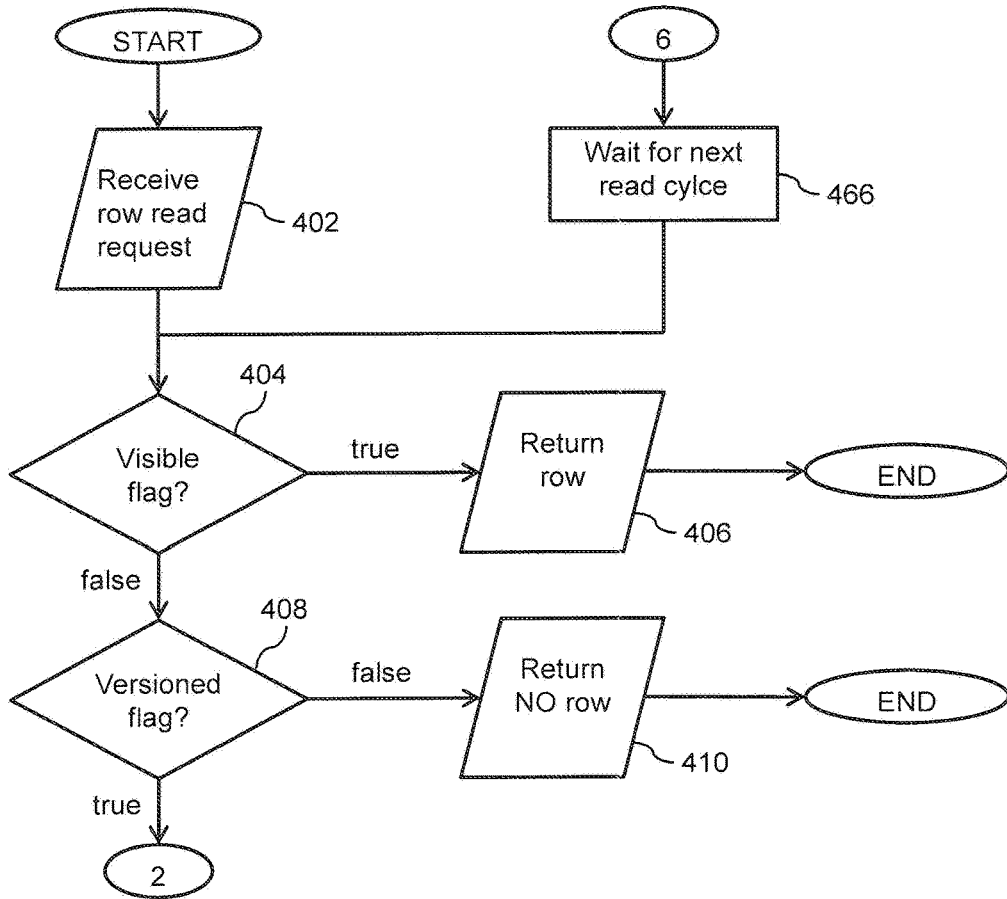 START
6
Receive
row read
request
402
Wait for next
read cylce
466
404
Visible
flag?
true
Return
row
406
END
false
408
Versioned
flag?
false
Return
NO row
410
END
true
2